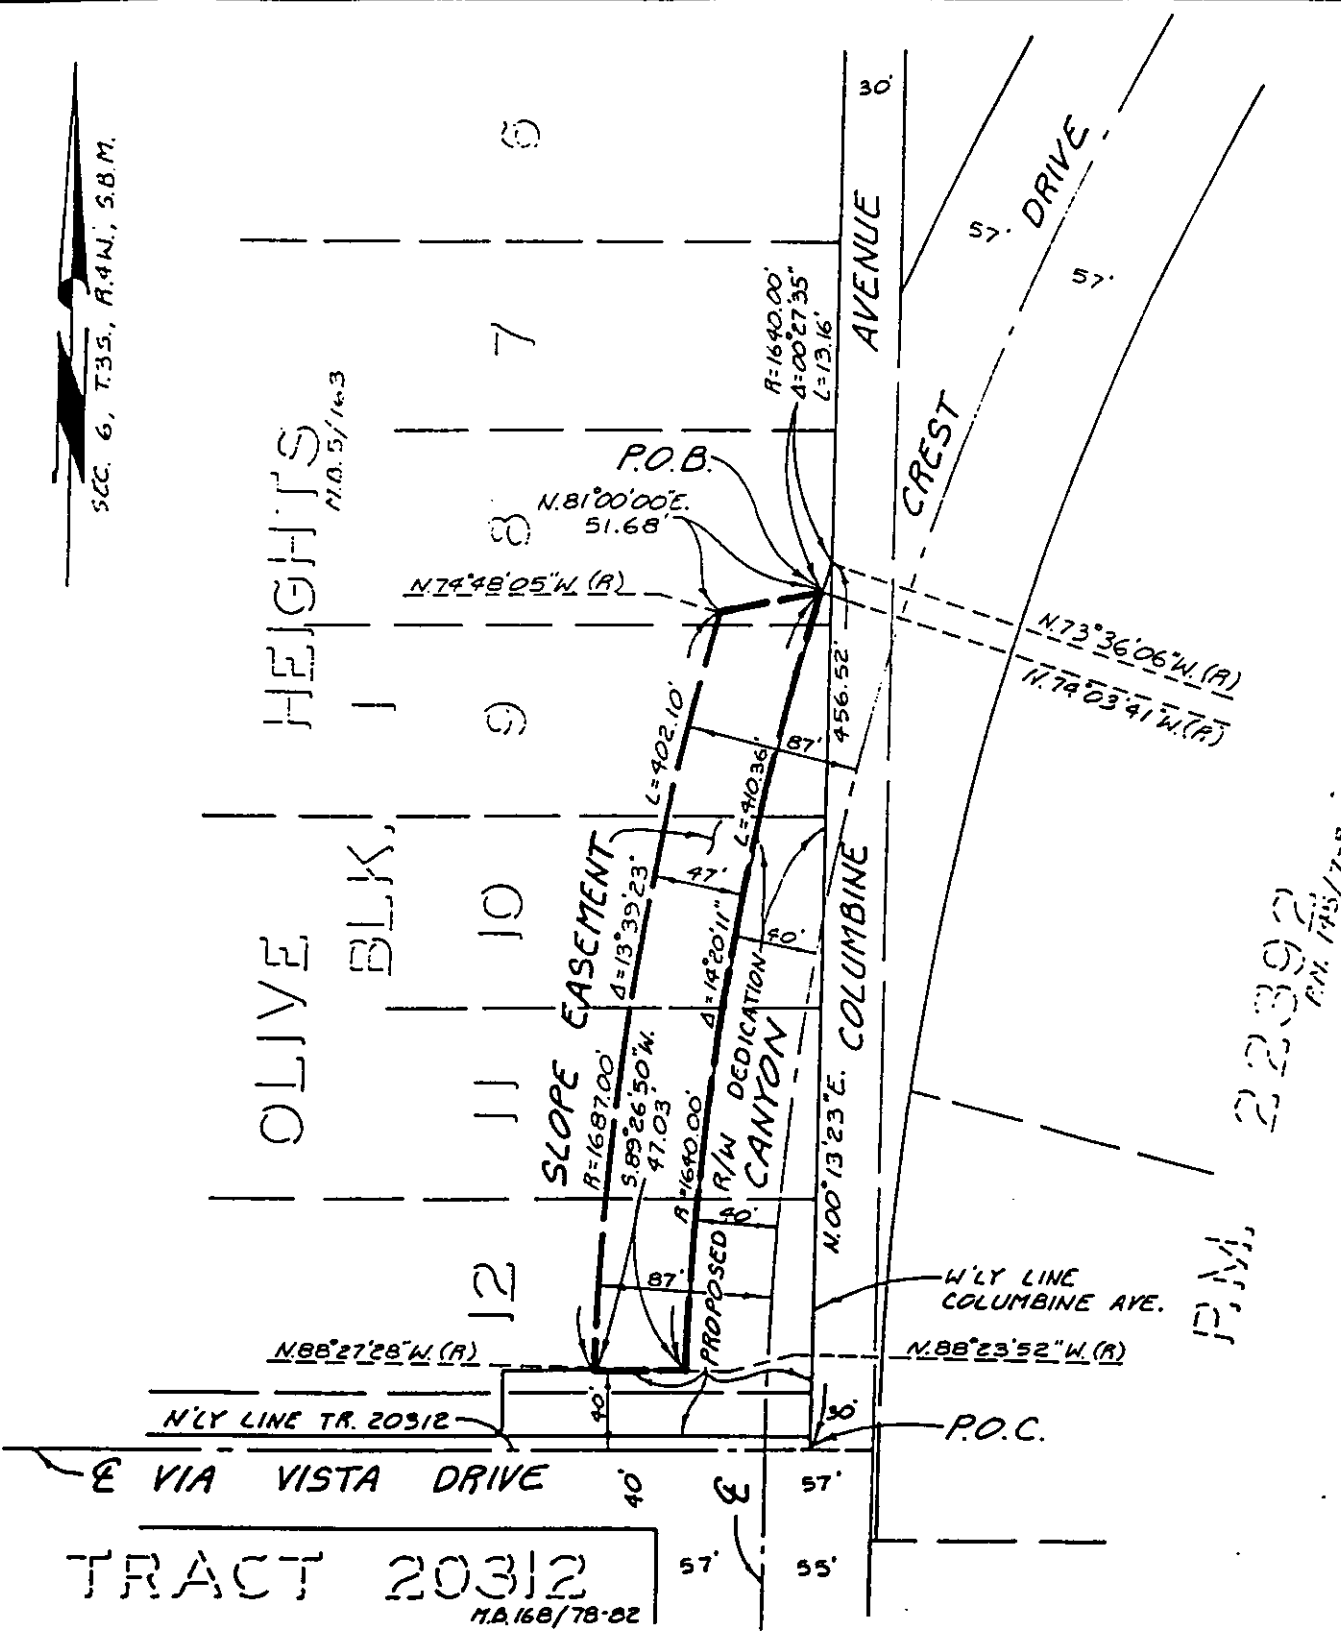 30'
6
SEC. 6, T.3S., R.4W., S.B.M.
AVENUE
57' DRIVE
57'
7
R=1640.00'
Δ=00°27'35"
L=13.16'
HEIGHTS
M.B. 5/163
P.O.B.
CREST
N.81°00'00"E.
51.68'
8
N.74°48'05"W. (R)
N.73°36'06"W. (R)
N.74°03'41"W. (R)
456.52'
1
9
L=402.10'
87'
L=410.36'
BLK.
SLOPE EASEMENT
47'
10
Δ=13°39'23"
Δ=14°20'11"
40'
COLUMBINE
OLIVE
22392
11
R=1687.00'
S.89°26'50"W.
47.03'
R=1640.00'
PROPOSED R/W DEDICATION
CANYON
N.00°13'23"E.
40'
P.M.
12
87'
W'LY LINE
COLUMBINE AVE.
N.88°27'28"W. (R)
N.88°23'52"W. (R)
40'
30'
N'LY LINE TR. 20312
P.O.C.
℄ VIA VISTA DRIVE
40'
℄
57'
TRACT 20312
M.B. 168/78-82
57'
55'